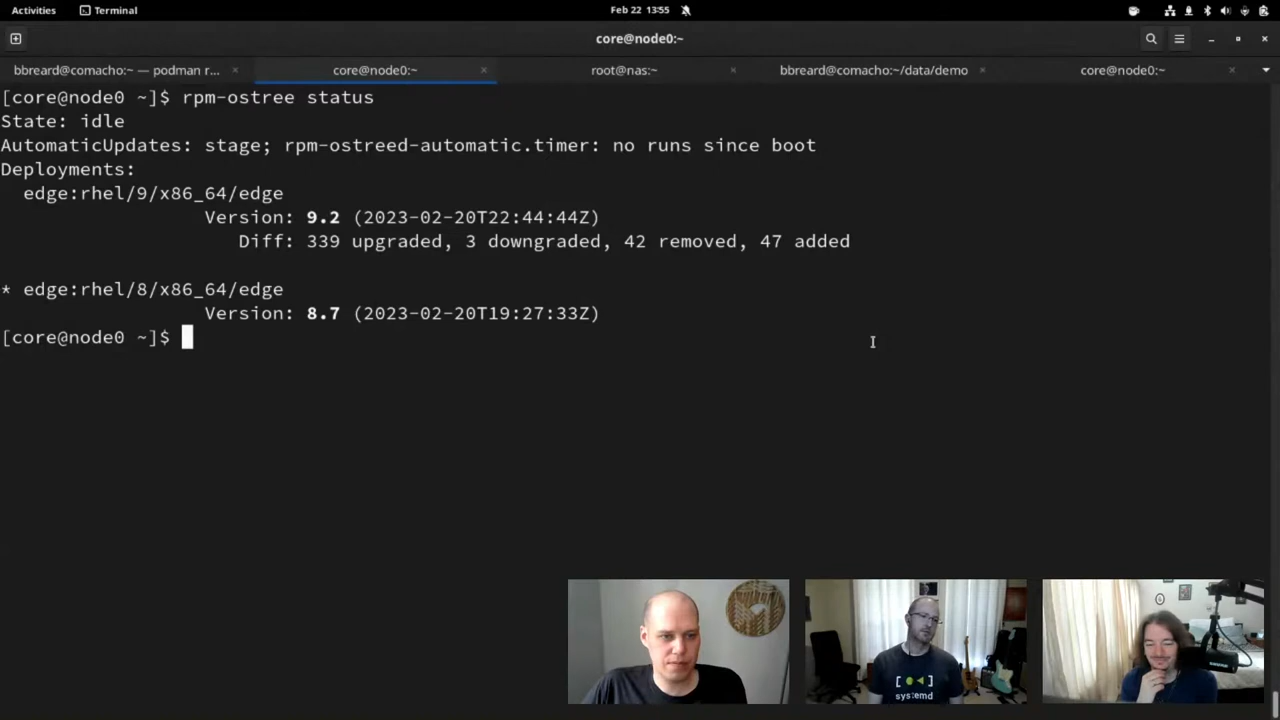 Activities Terminal Feb 22 13:55
core@node0:~
bbreard@comacho:~ — podman r... × core@node0:~ × root@nas:~ × bbreard@comacho:~/data/demo × core@node0:~ ×
[core@node0 ~]$ rpm-ostree status
State: idle
AutomaticUpdates: stage; rpm-ostreed-automatic.timer: no runs since boot
Deployments:
edge:rhel/9/x86_64/edge
Version: 9.2 (2023-02-20T22:44:44Z)
Diff: 339 upgraded, 3 downgraded, 42 removed, 47 added
* edge:rhel/8/x86_64/edge
Version: 8.7 (2023-02-20T19:27:33Z)
[core@node0 ~]$
[ ● ◀ ]
systemd